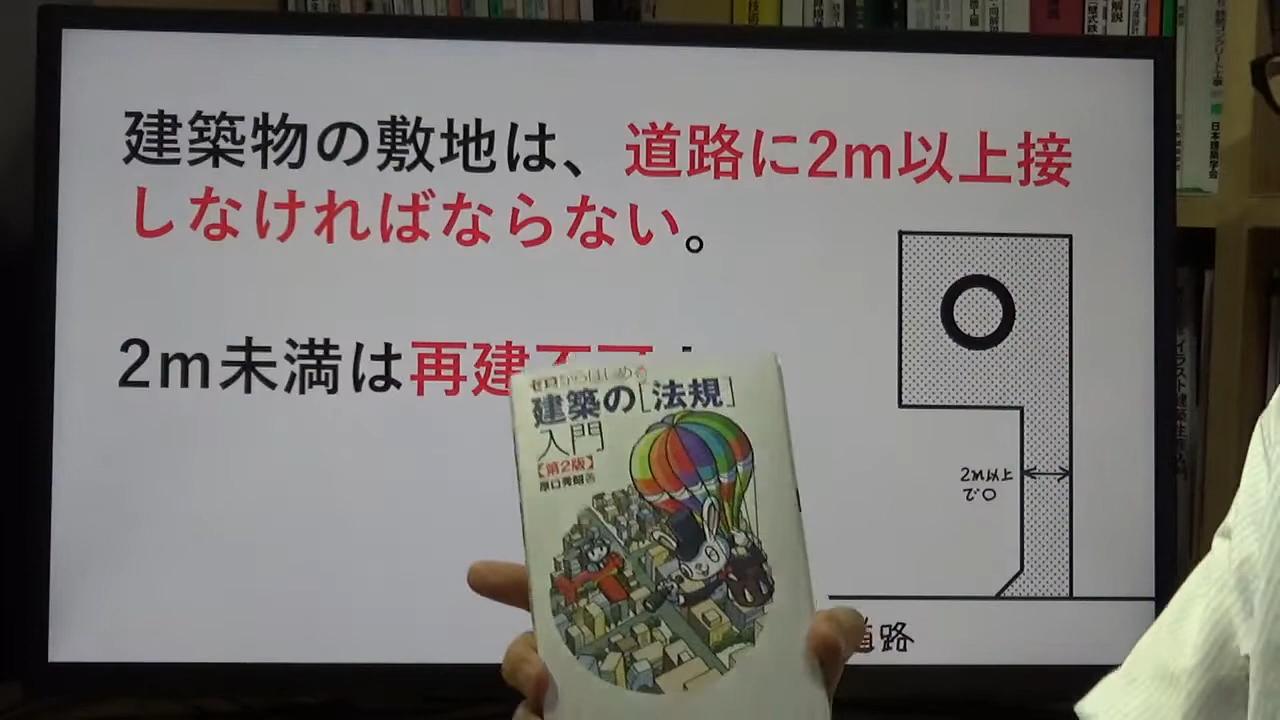 建築物の敷地は、道路に2m以上接
しなければならない。
2m未満は再建
ゼロからはじめる
建築の[法規]
入門
【第2版】
原口秀昭著
2m以上
で○
道路
日本建築学会